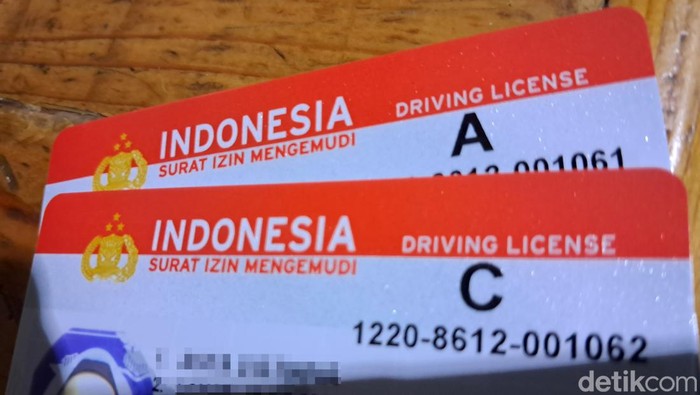 INDONESIA
SURAT IZIN MENGEMUDI
DRIVING LICENSE
A
001061
INDONESIA
SURAT IZIN MENGEMUDI
DRIVING LICENSE
C
1220-8612-001062
detikcom